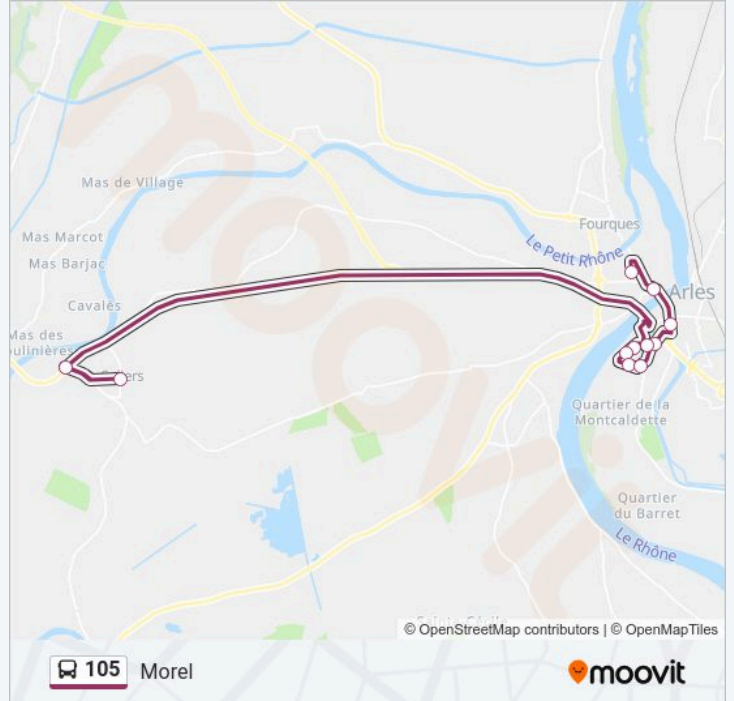 Mas de Village
Fourques
Mas Marcot
Le Petit Rhône
Mas Barjac
Arles
Cavalès
Mas des
Quartier de la
Montcaldette
Quartier
du Barret
Le Rhône
© OpenStreetMap contributors | © OpenMapTiles
105 Morel
moovit
moovit